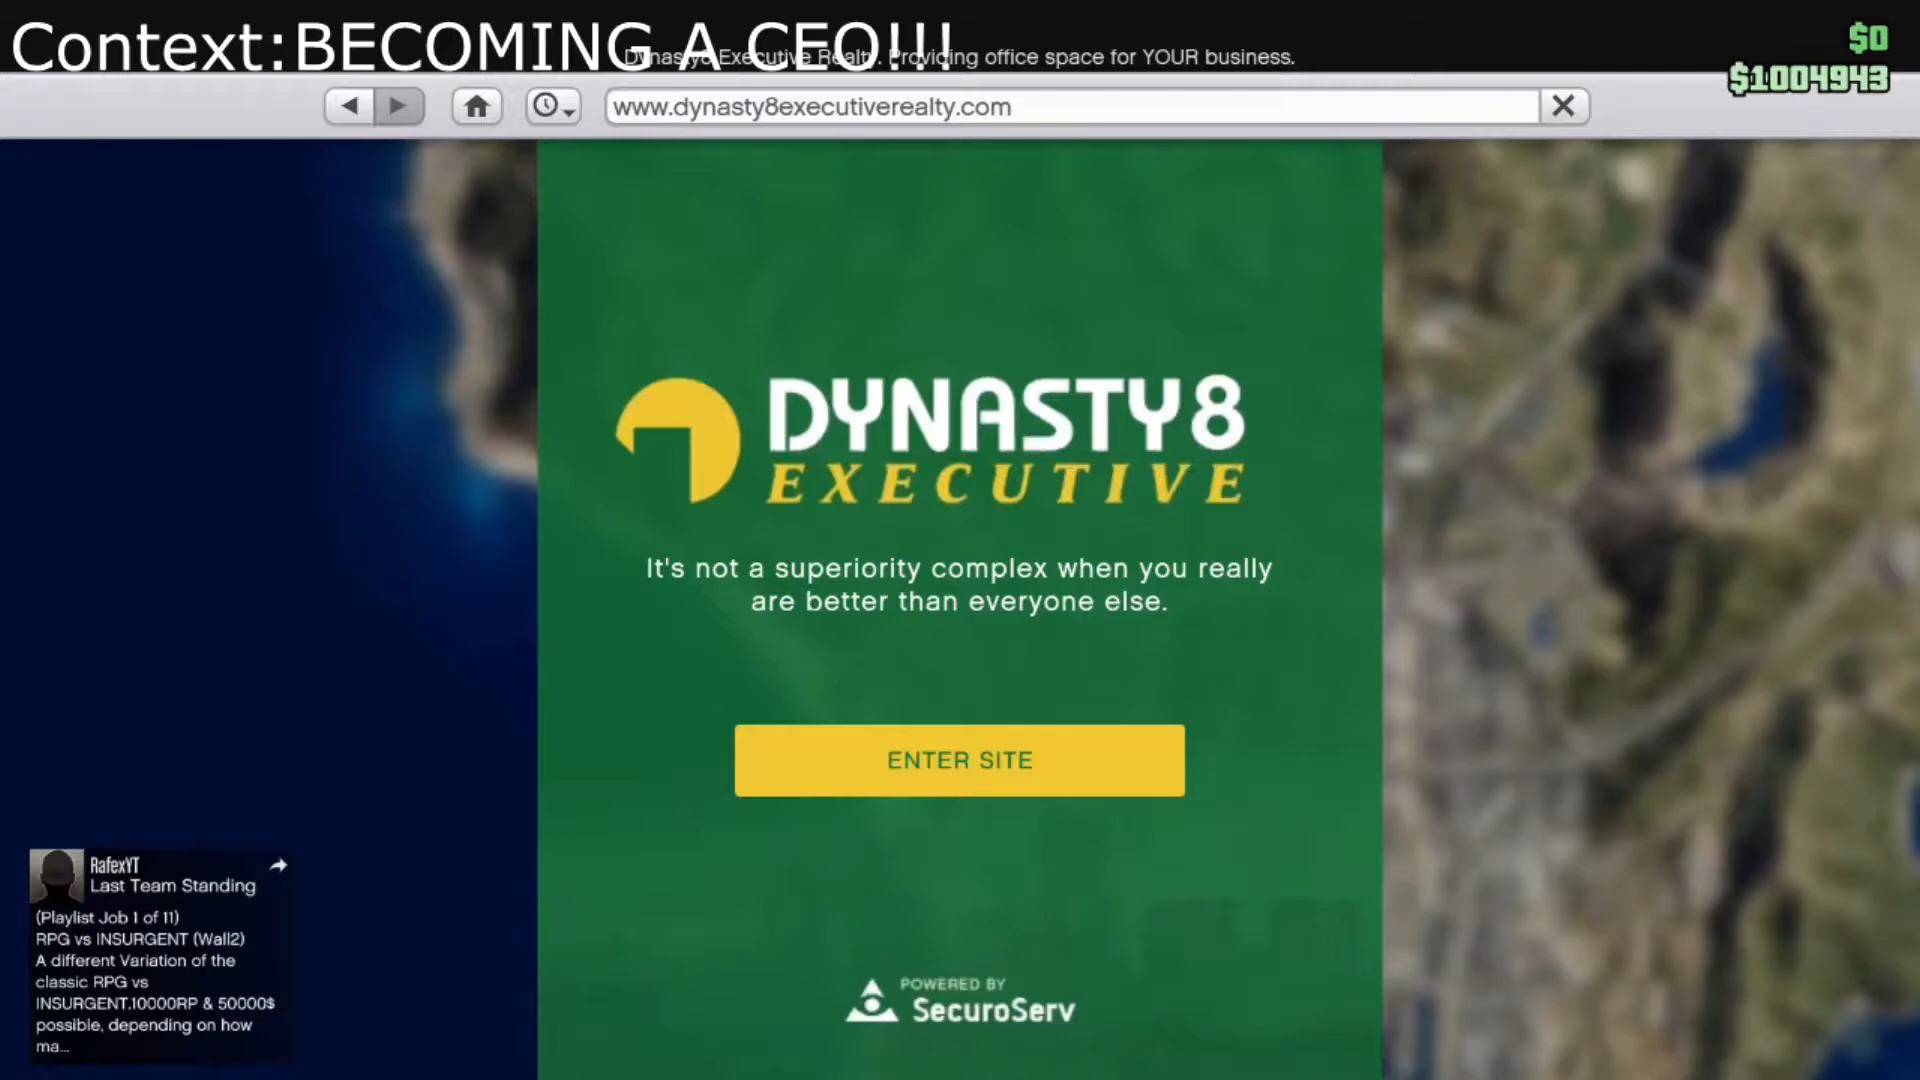 Context:BECOMING A CEO!!!
Dynasty8 Executive Realty. Providing office space for YOUR business.
$0
$1004943
www.dynasty8executiverealty.com
DYNASTY8
EXECUTIVE
It's not a superiority complex when you really
are better than everyone else.
ENTER SITE
RafexYT
Last Team Standing
(Playlist Job 1 of 11)
RPG vs INSURGENT (Wall2)
A different Variation of the
classic RPG vs
INSURGENT.10000RP & 50000$
possible, depending on how
ma...
POWERED BY
SecuroServ